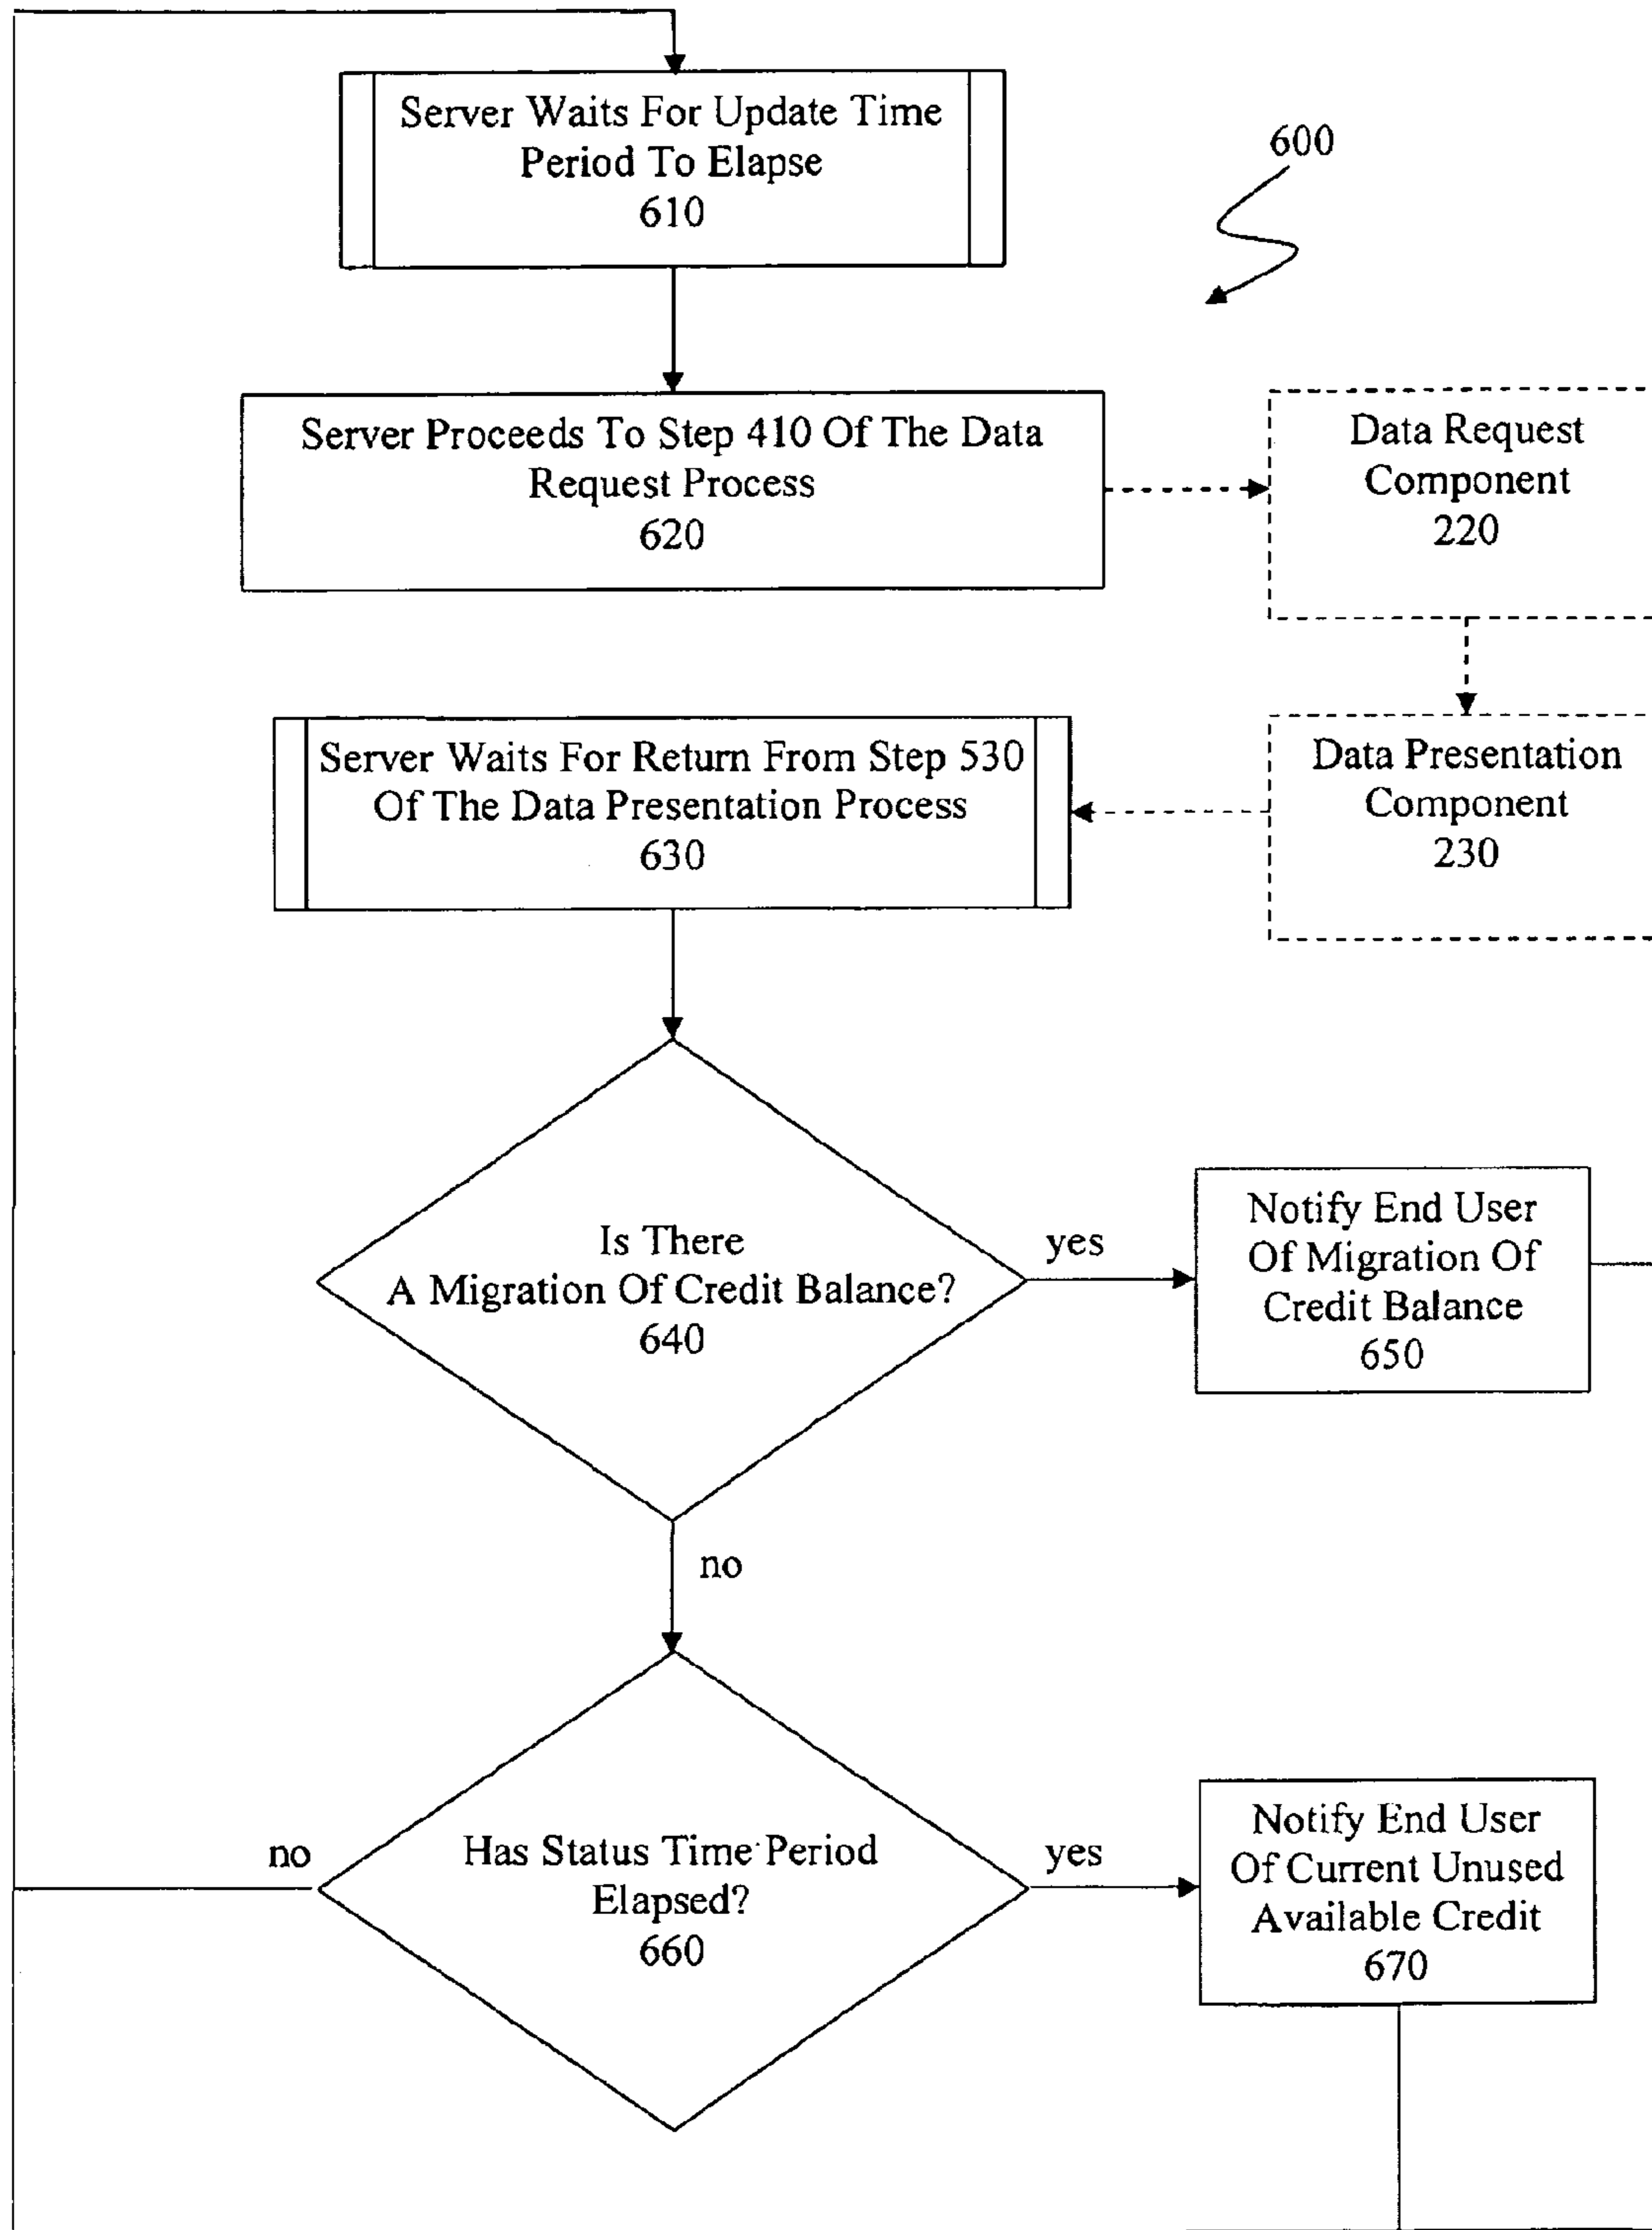 Server Waits For Update Time
Period To Elapse
610
600
Server Proceeds To Step 410 Of The Data
Request Process
620
Data Request
Component
220
Server Waits For Return From Step 530
Of The Data Presentation Process
630
Data Presentation
Component
230
Is There
A Migration Of Credit Balance?
640
yes
Notify End User
Of Migration Of
Credit Balance
650
no
Has Status Time Period
Elapsed?
660
no
yes
Notify End User
Of Current Unused
Available Credit
670